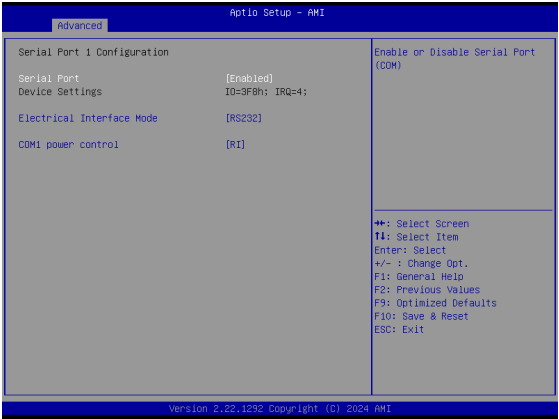 Aptio Setup – AMI
Advanced
Serial Port 1 Configuration
Serial Port [Enabled]
Device Settings IO=3F8h; IRQ=4;
Electrical Interface Mode [RS232]
COM1 power control [RI]
Enable or Disable Serial Port
(COM)
→←: Select Screen
↑↓: Select Item
Enter: Select
+/- : Change Opt.
F1: General Help
F2: Previous Values
F9: Optimized Defaults
F10: Save & Reset
ESC: Exit
Version 2.22.1292 Copyright (C) 2024 AMI